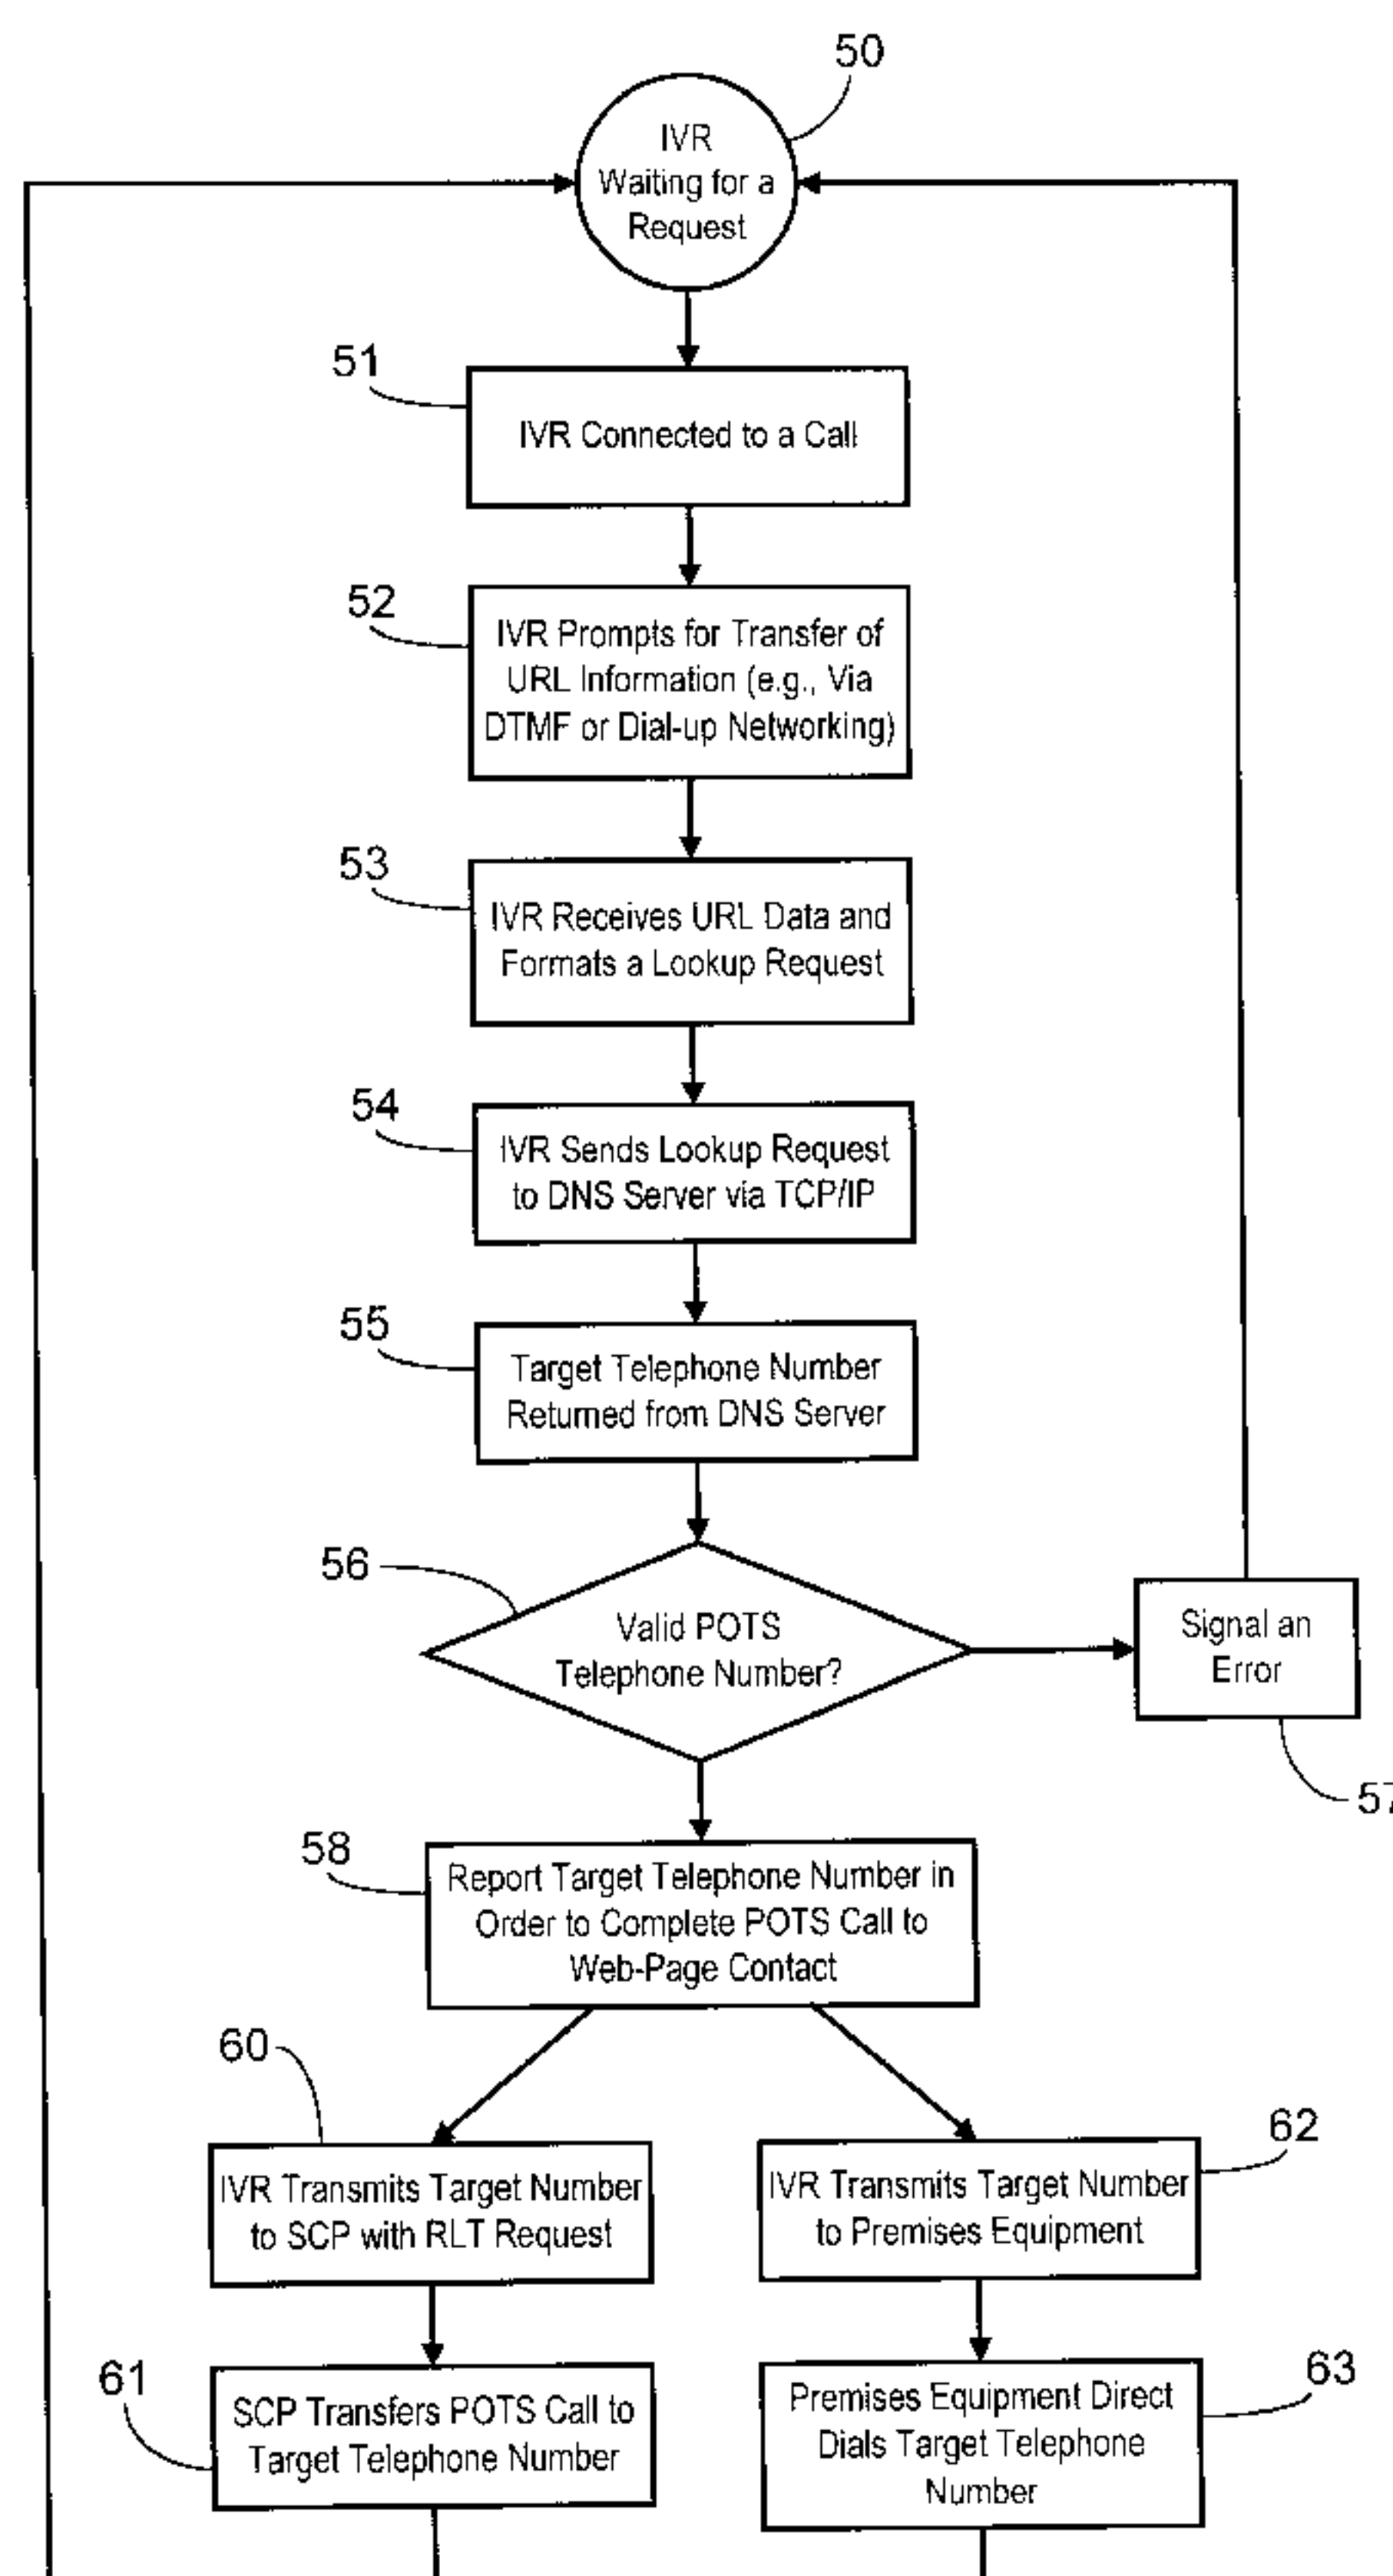 50
IVR
Waiting for a
Request
51
IVR Connected to a Call
52
IVR Prompts for Transfer of
URL Information (e.g., Via
DTMF or Dial-up Networking)
53
IVR Receives URL Data and
Formats a Lookup Request
54
IVR Sends Lookup Request
to DNS Server via TCP/IP
55
Target Telephone Number
Returned from DNS Server
56
Valid POTS
Telephone Number?
Signal an
Error
57
58
Report Target Telephone Number in
Order to Complete POTS Call to
Web-Page Contact
60
IVR Transmits Target Number
to SCP with RLT Request
62
IVR Transmits Target Number
to Premises Equipment
61
SCP Transfers POTS Call to
Target Telephone Number
63
Premises Equipment Direct
Dials Target Telephone
Number